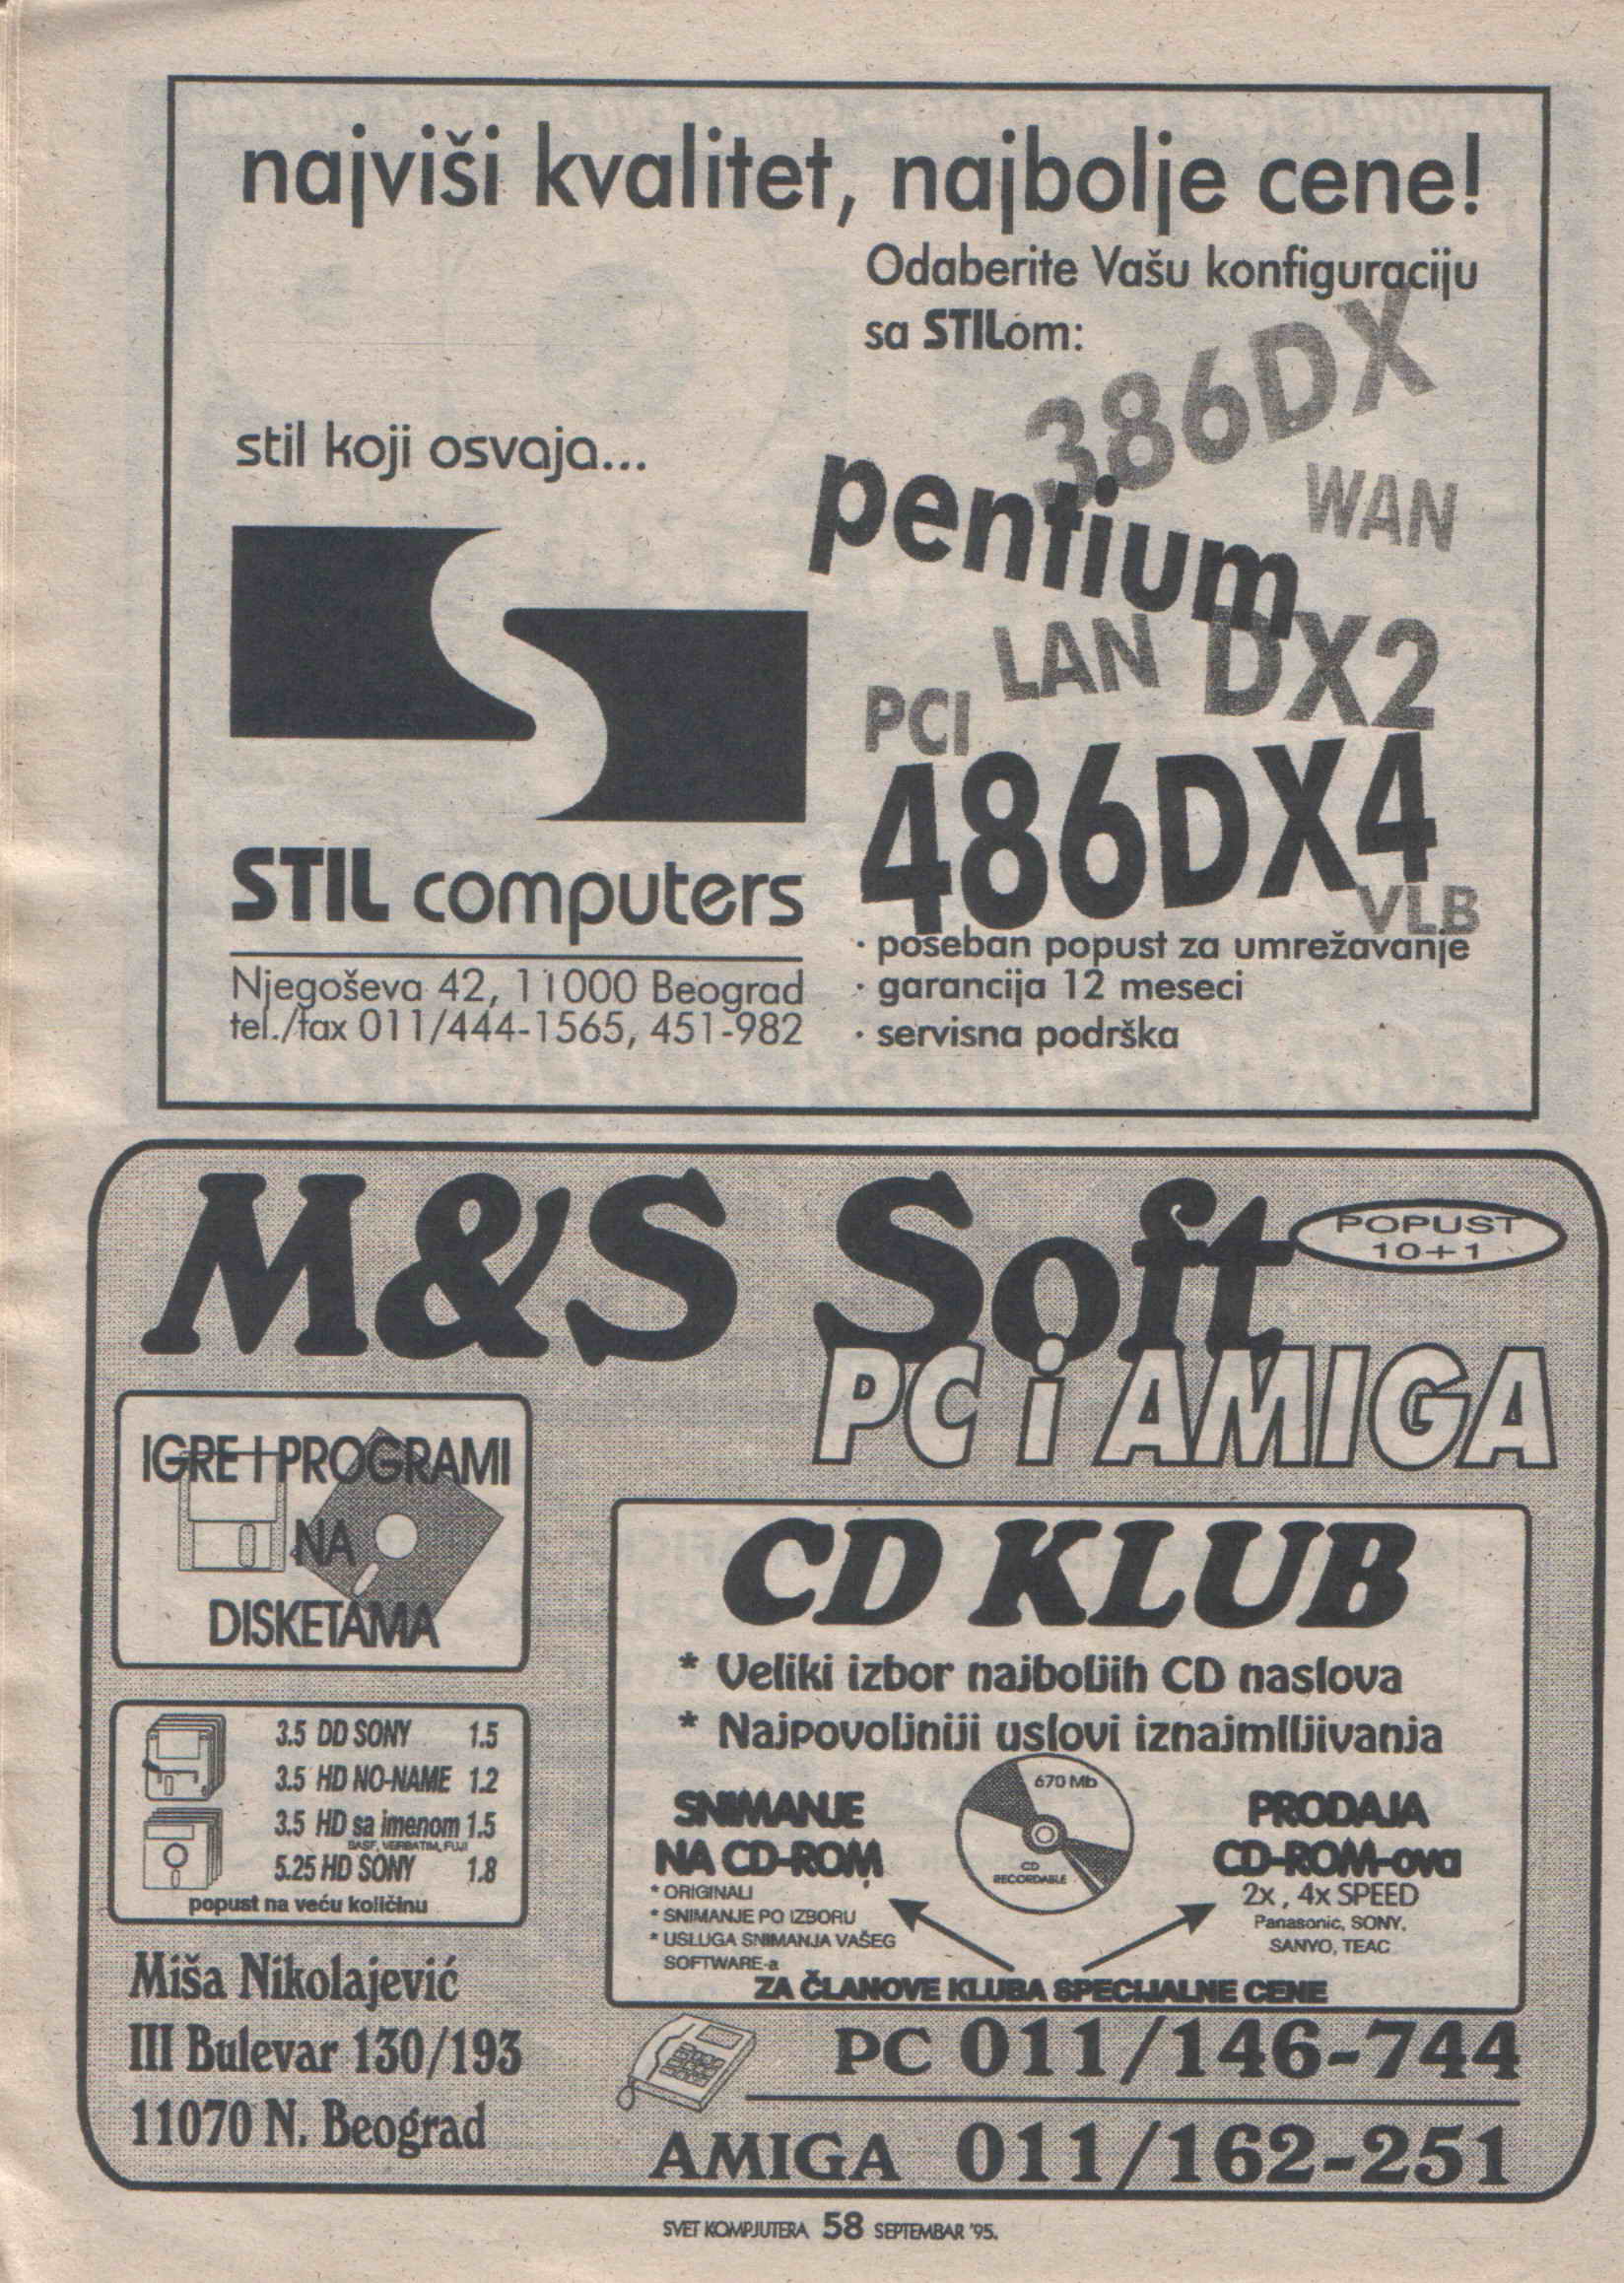 najviši kvalitet, najbolje cene!
Odaberite Vašu konfiguraciju
sa STILom:
386DX
stil koji osvaja...
pentium
WAN
LAN
DX2
PCI
486DX4
VLB
STIL computers
Njegoševa 42, 11000 Beograd
tel./fax 011/444-1565, 451-982
· poseban popust za umrežavanje
· garancija 12 meseci
· servisna podrška
M&S Soft
POPUST
10+1
PC i AMIGA
IGRE I PROGRAMI
NA
DISKETAMA
3.5 DD SONY 1.5
3.5 HD NO-NAME 1.2
3.5 HD sa imenom 1.5
BASF, VERBATIM, FUJI
5.25 HD SONY 1.8
popust na veću količinu
CD KLUB
* Veliki izbor najboljih CD naslova
* Najpovoljniji uslovi iznajmlljivanja
SNIMANJE
NA CD-ROM
* ORIGINALI
* SNIMANJE PO IZBORU
* USLUGA SNIMANJA VAŠEG
SOFTWARE-a
670 Mb
CD
RECORDABLE
PRODAJA
CD-ROM-ova
2x , 4x SPEED
Panasonic, SONY,
SANYO, TEAC
ZA ČLANOVE KLUBA SPECIJALNE CENE
Miša Nikolajević
III Bulevar 130/193
11070 N. Beograd
PC 011/146-744
AMIGA 011/162-251
SVET KOMPJUTERA 58 SEPTEMBAR '95.